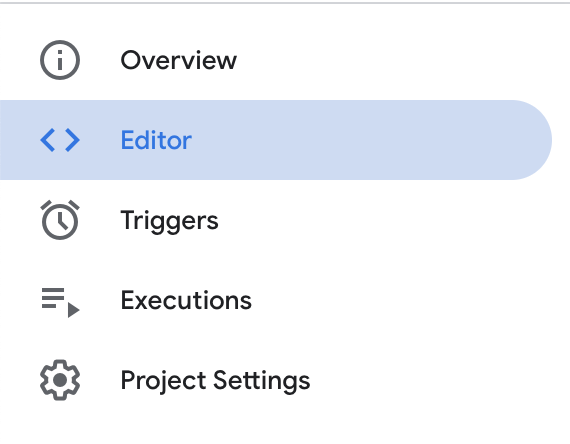 Overview
Editor
Triggers
Executions
Project Settings